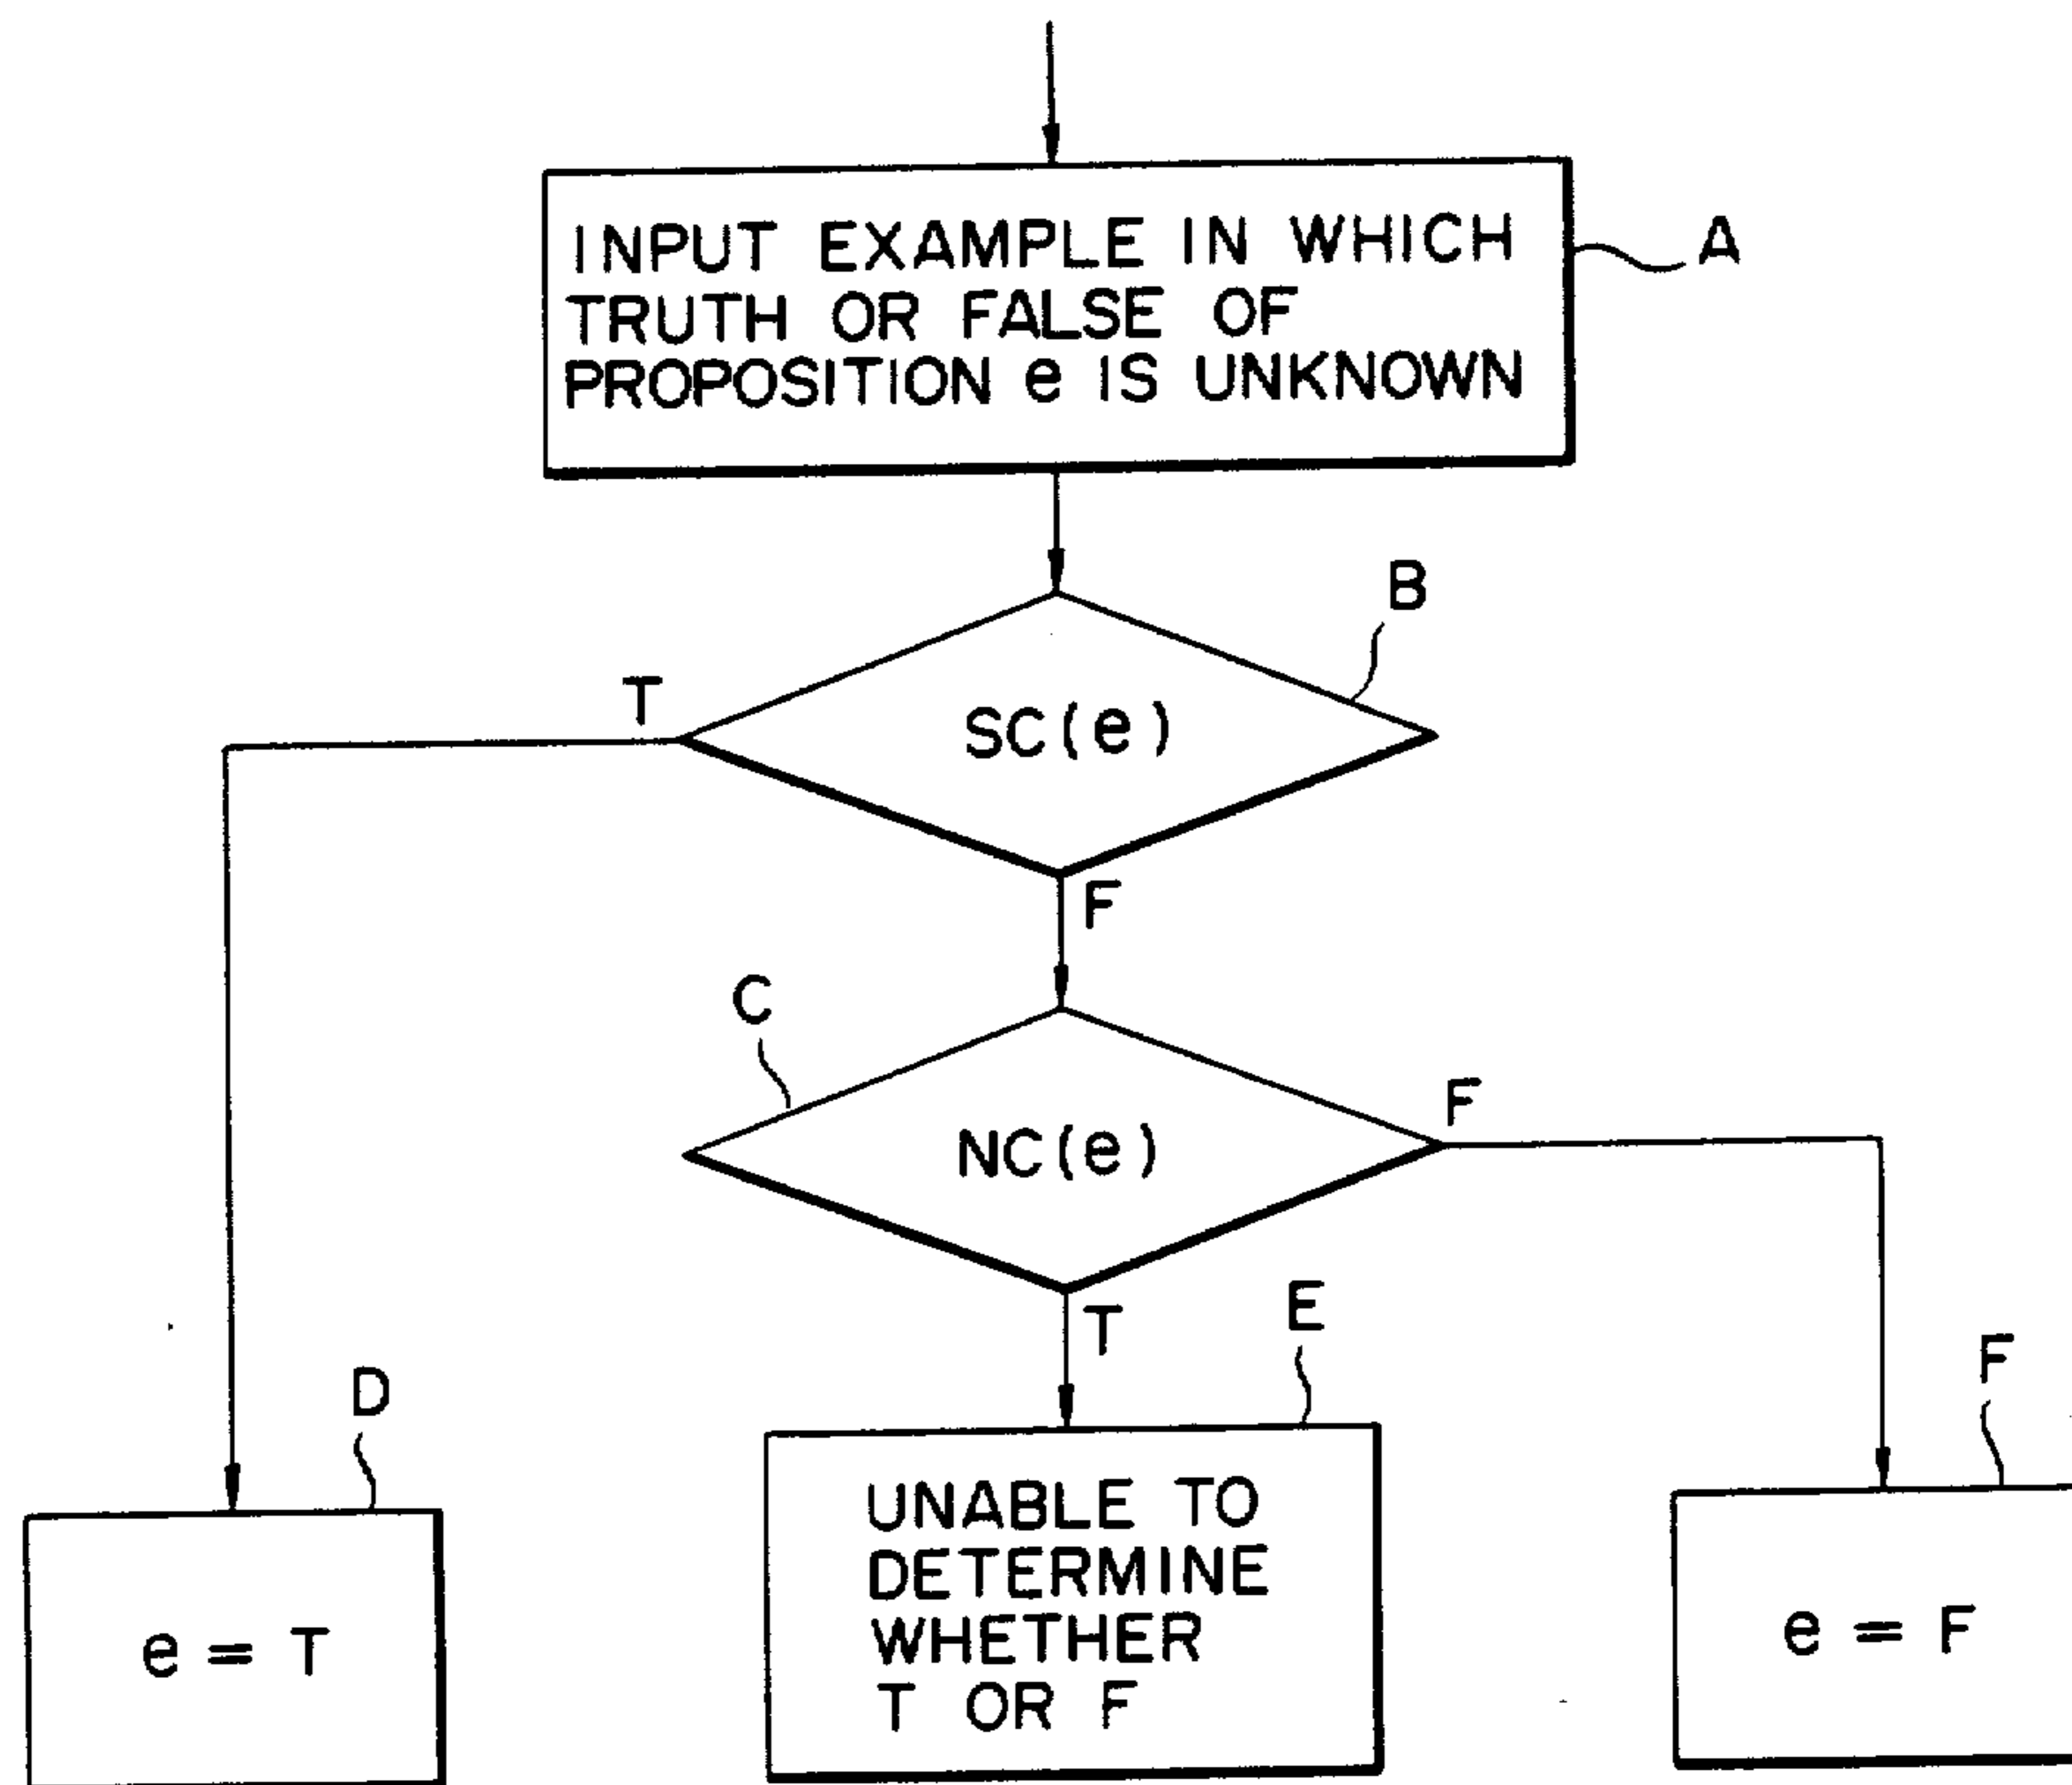 INPUT EXAMPLE IN WHICH
TRUTH OR FALSE OF
PROPOSITION e IS UNKNOWN
A
B
T
SC(e)
F
C
F
NC(e)
T
E
D
F
UNABLE TO
DETERMINE
WHETHER
T OR F
e = T
e = F